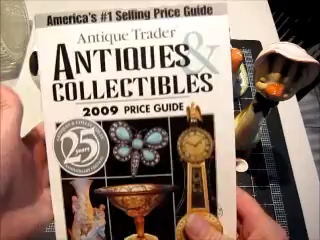 America's #1 Selling Price Guide
Antique Trader
ANTIQUES &
COLLECTIBLES
2009 PRICE GUIDE
25